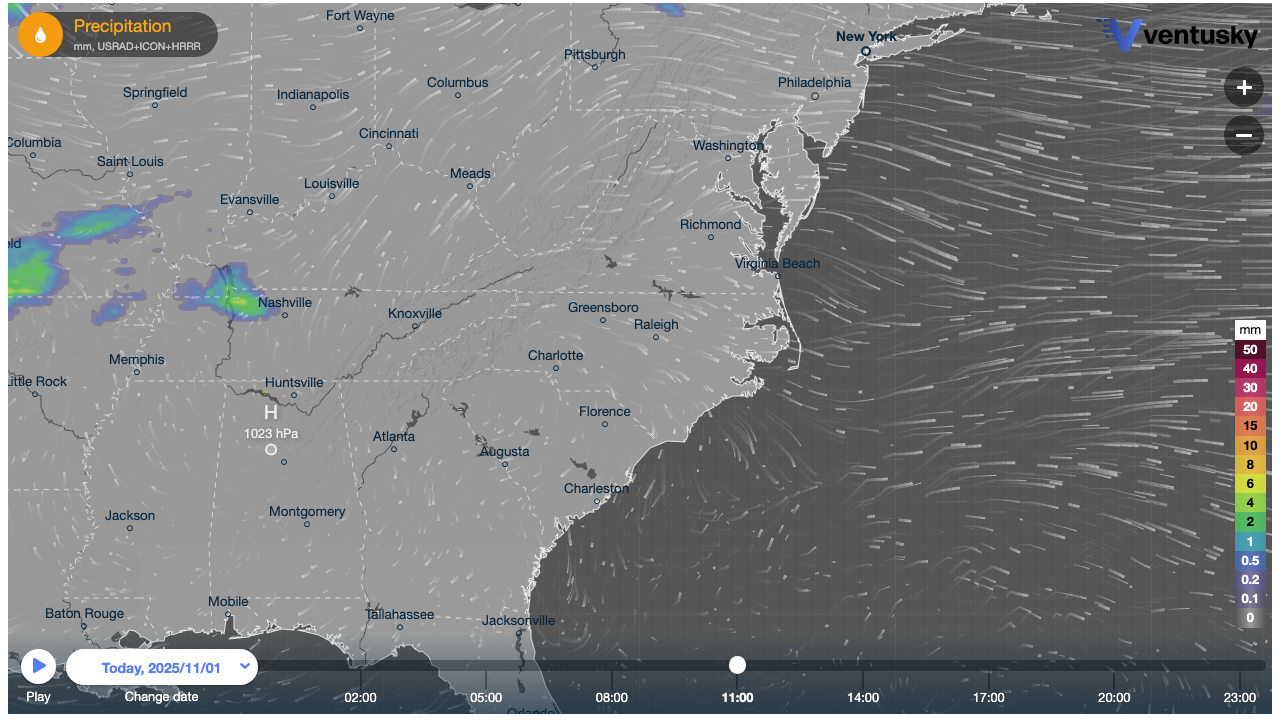 Precipitation
mm, USRAD+ICON+HRRR
ventusky
Fort Wayne
New York
Pittsburgh
Philadelphia
Columbus
Springfield
Indianapolis
+
Cincinnati
Columbia
Washington
−
Saint Louis
Meads
Louisville
Evansville
Richmond
eld
Virginia Beach
Nashville
Knoxville
Greensboro
Raleigh
Memphis
Charlotte
Little Rock
Huntsville
H
1023 hPa
Florence
Atlanta
Augusta
Charleston
Jackson
Montgomery
Baton Rouge
Mobile
Tallahassee
Jacksonville
Orlando
mm
50
40
30
20
15
10
8
6
4
2
1
0.5
0.2
0.1
0
Today, 2025/11/01
Play
Change date
02:00
05:00
08:00
11:00
14:00
17:00
20:00
23:00